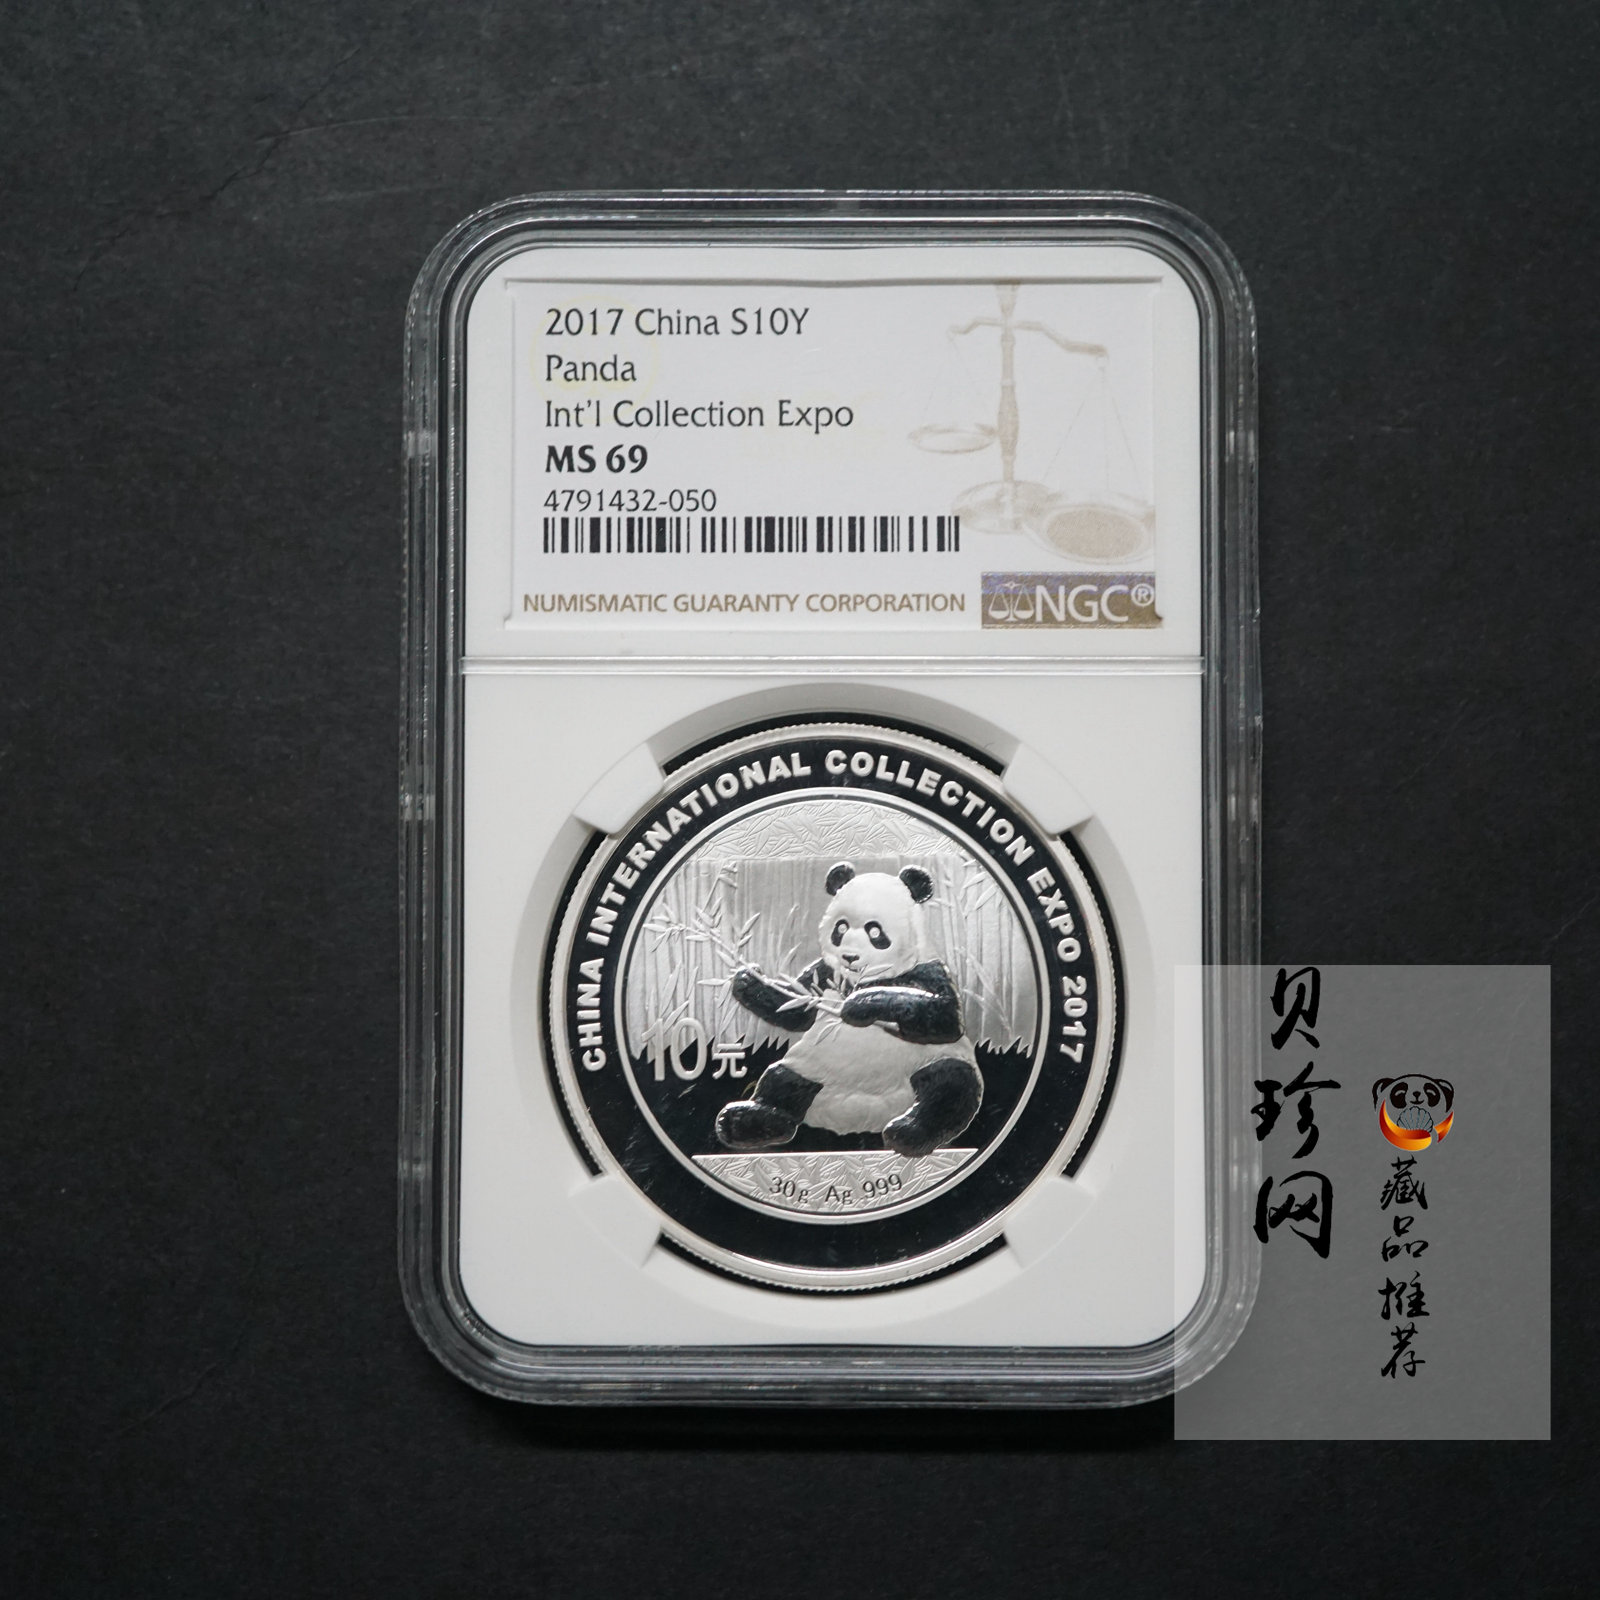 2017 China S10Y
Panda
Int'l Collection Expo
MS 69
4791432-050
NUMISMATIC GUARANTY CORPORATION
NGC®
CHINA INTERNATIONAL COLLECTION EXPO 2017
10元
30g Ag 999
贝珍网
藏品推荐